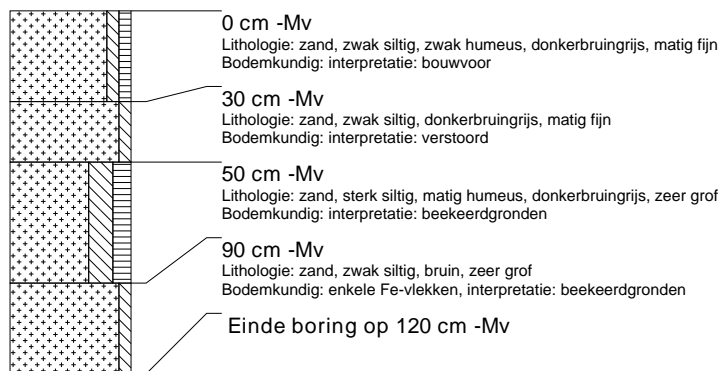 0 cm -Mv
Lithologie: zand, zwak siltig, zwak humeus, donkerbruingrijs, matig fijn
Bodemkundig: interpretatie: bouwvoor
30 cm -Mv
Lithologie: zand, zwak siltig, donkerbruingrijs, matig fijn
Bodemkundig: interpretatie: verstoord
50 cm -Mv
Lithologie: zand, sterk siltig, matig humeus, donkerbruingrijs, zeer grof
Bodemkundig: interpretatie: beekeerdgronden
90 cm -Mv
Lithologie: zand, zwak siltig, bruin, zeer grof
Bodemkundig: enkele Fe-vlekken, interpretatie: beekeerdgronden
Einde boring op 120 cm -Mv